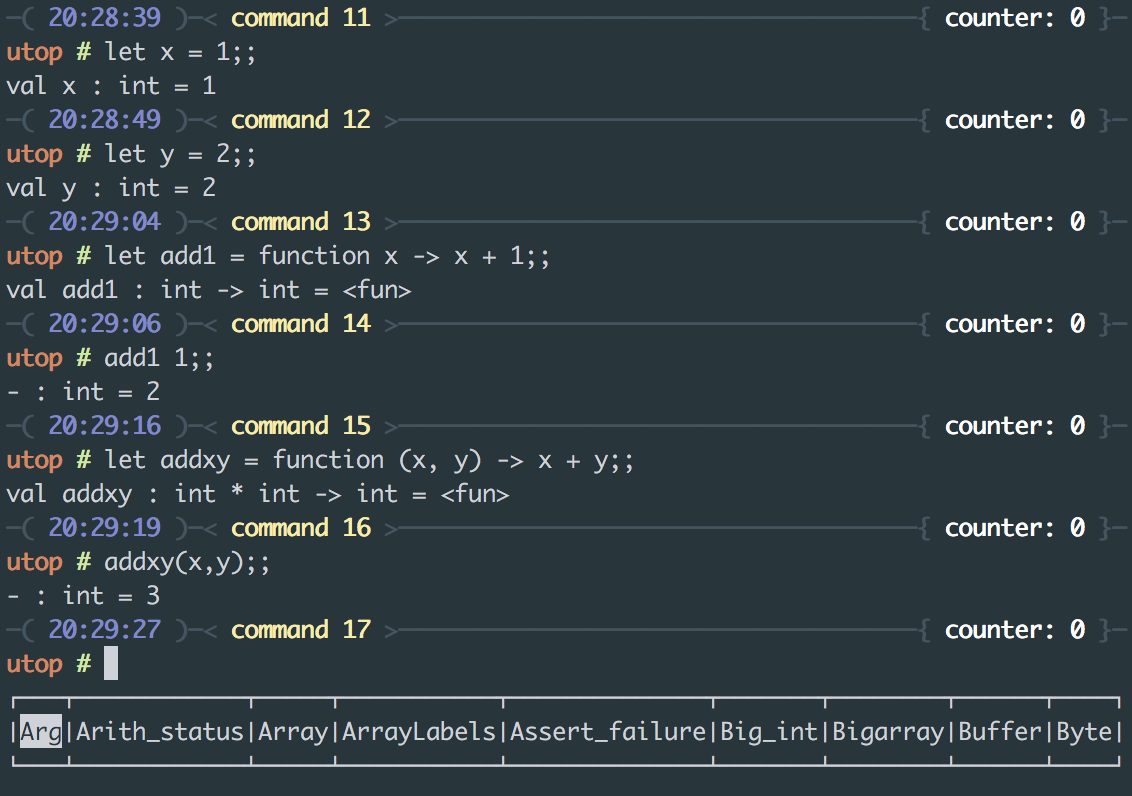 ─( 20:28:39 )─< command 11 >─────────────────────────────────────{ counter: 0 }─
utop # let x = 1;;
val x : int = 1
─( 20:28:49 )─< command 12 >─────────────────────────────────────{ counter: 0 }─
utop # let y = 2;;
val y : int = 2
─( 20:29:04 )─< command 13 >─────────────────────────────────────{ counter: 0 }─
utop # let add1 = function x -> x + 1;;
val add1 : int -> int = <fun>
─( 20:29:06 )─< command 14 >─────────────────────────────────────{ counter: 0 }─
utop # add1 1;;
- : int = 2
─( 20:29:16 )─< command 15 >─────────────────────────────────────{ counter: 0 }─
utop # let addxy = function (x, y) -> x + y;;
val addxy : int * int -> int = <fun>
─( 20:29:19 )─< command 16 >─────────────────────────────────────{ counter: 0 }─
utop # addxy(x,y);;
- : int = 3
─( 20:29:27 )─< command 17 >─────────────────────────────────────{ counter: 0 }─
utop #
|Arg|Arith_status|Array|ArrayLabels|Assert_failure|Big_int|Bigarray|Buffer|Byte|